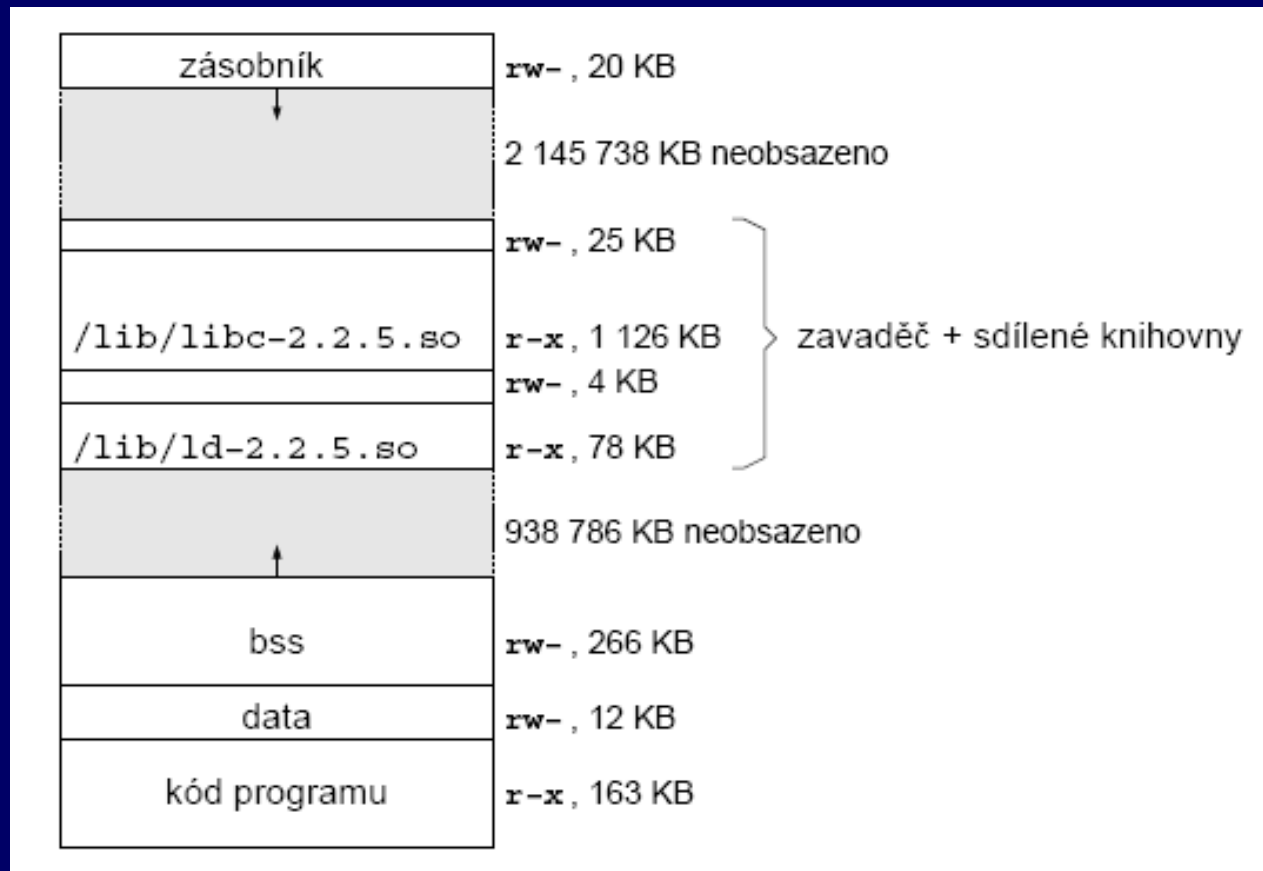 zásobník rw- , 20 KB
2 145 738 KB neobsazeno
rw- , 25 KB
/lib/libc-2.2.5.so r-x , 1 126 KB
zavaděč + sdílené knihovny
rw- , 4 KB
/lib/ld-2.2.5.so r-x , 78 KB
938 786 KB neobsazeno
bss rw- , 266 KB
data rw- , 12 KB
kód programu r-x , 163 KB